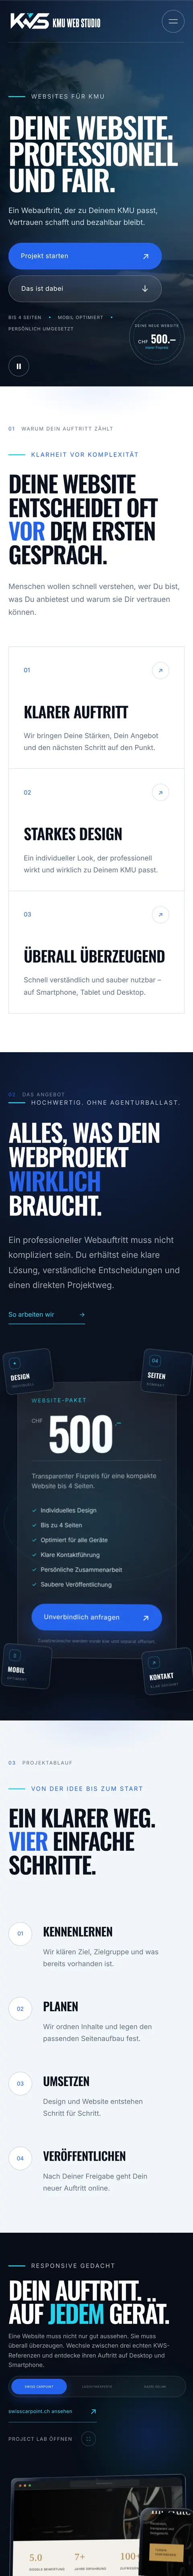 KWS KMU WEB STUDIO
WEBSITES FÜR KMU
DEINE WEBSITE.
PROFESSIONELL
UND FAIR.
Ein Webauftritt, der zu Deinem KMU passt,
Vertrauen schafft und bezahlbar bleibt.
Projekt starten
Das ist dabei
BIS 4 SEITEN • MOBIL OPTIMIERT •
PERSÖNLICH UMGESETZT
DEINE NEUE WEBSITE
CHF 500.–
01 WARUM DEIN AUFTRITT ZÄHLT
KLARHEIT VOR KOMPLEXITÄT
DEINE WEBSITE
ENTSCHEIDET OFT
VOR DEM ERSTEN
GESPRÄCH.
Menschen wollen schnell verstehen, wer Du bist,
was Du anbietest und warum sie Dir vertrauen
können.
01
KLARER AUFTRITT
Wir bringen Deine Stärken, Dein Angebot
und den nächsten Schritt auf den Punkt.
02
STARKES DESIGN
Ein individueller Look, der professionell
wirkt und wirklich zu Deinem KMU passt.
03
ÜBERALL ÜBERZEUGEND
Schnell verständlich und sauber nutzbar –
auf Smartphone, Tablet und Desktop.
02 DAS ANGEBOT
HOCHWERTIG. OHNE AGENTURBALLAST.
ALLES, WAS DEIN
WEBPROJEKT
WIRKLICH
BRAUCHT.
Ein professioneller Webauftritt muss nicht
kompliziert sein. Du erhältst eine klare
Lösung, verständliche Entscheidungen und
einen direkten Projektweg.
So arbeiten wir
DESIGN
04
SEITEN
WEBSITE-PAKET
CHF 500.–
Transparenter Fixpreis für eine kompakte
Website bis 4 Seiten.
Individuelles Design
Bis zu 4 Seiten
Optimiert für alle Geräte
Klare Kontaktführung
Persönliche Zusammenarbeit
Saubere Veröffentlichung
Unverbindlich anfragen
MOBIL
OPTIMIERT
KONTAKT
03 PROJEKTABLAUF
VON DER IDEE BIS ZUM START
EIN KLARER WEG.
VIER EINFACHE
SCHRITTE.
01
KENNENLERNEN
Wir klären Ziel, Zielgruppe und was
bereits vorhanden ist.
02
PLANEN
Wir ordnen Inhalte und legen den
passenden Seitenaufbau fest.
03
UMSETZEN
Design und Website entstehen
Schritt für Schritt.
04
VERÖFFENTLICHEN
Nach Deiner Freigabe geht Dein
neuer Auftritt online.
RESPONSIVE GEDACHT
DEIN AUFTRITT.
AUF JEDEM GERÄT.
Eine Website muss nicht nur gut aussehen. Sie muss
überall überzeugen. Wechsle zwischen drei echten KWS-
Referenzen und entdecke ihren Auftritt auf Desktop und
Smartphone.
SWISS CARPOINT
swisscarpoint.ch ansehen
PROJECT LAB ÖFFNEN
5.0
7+
100+